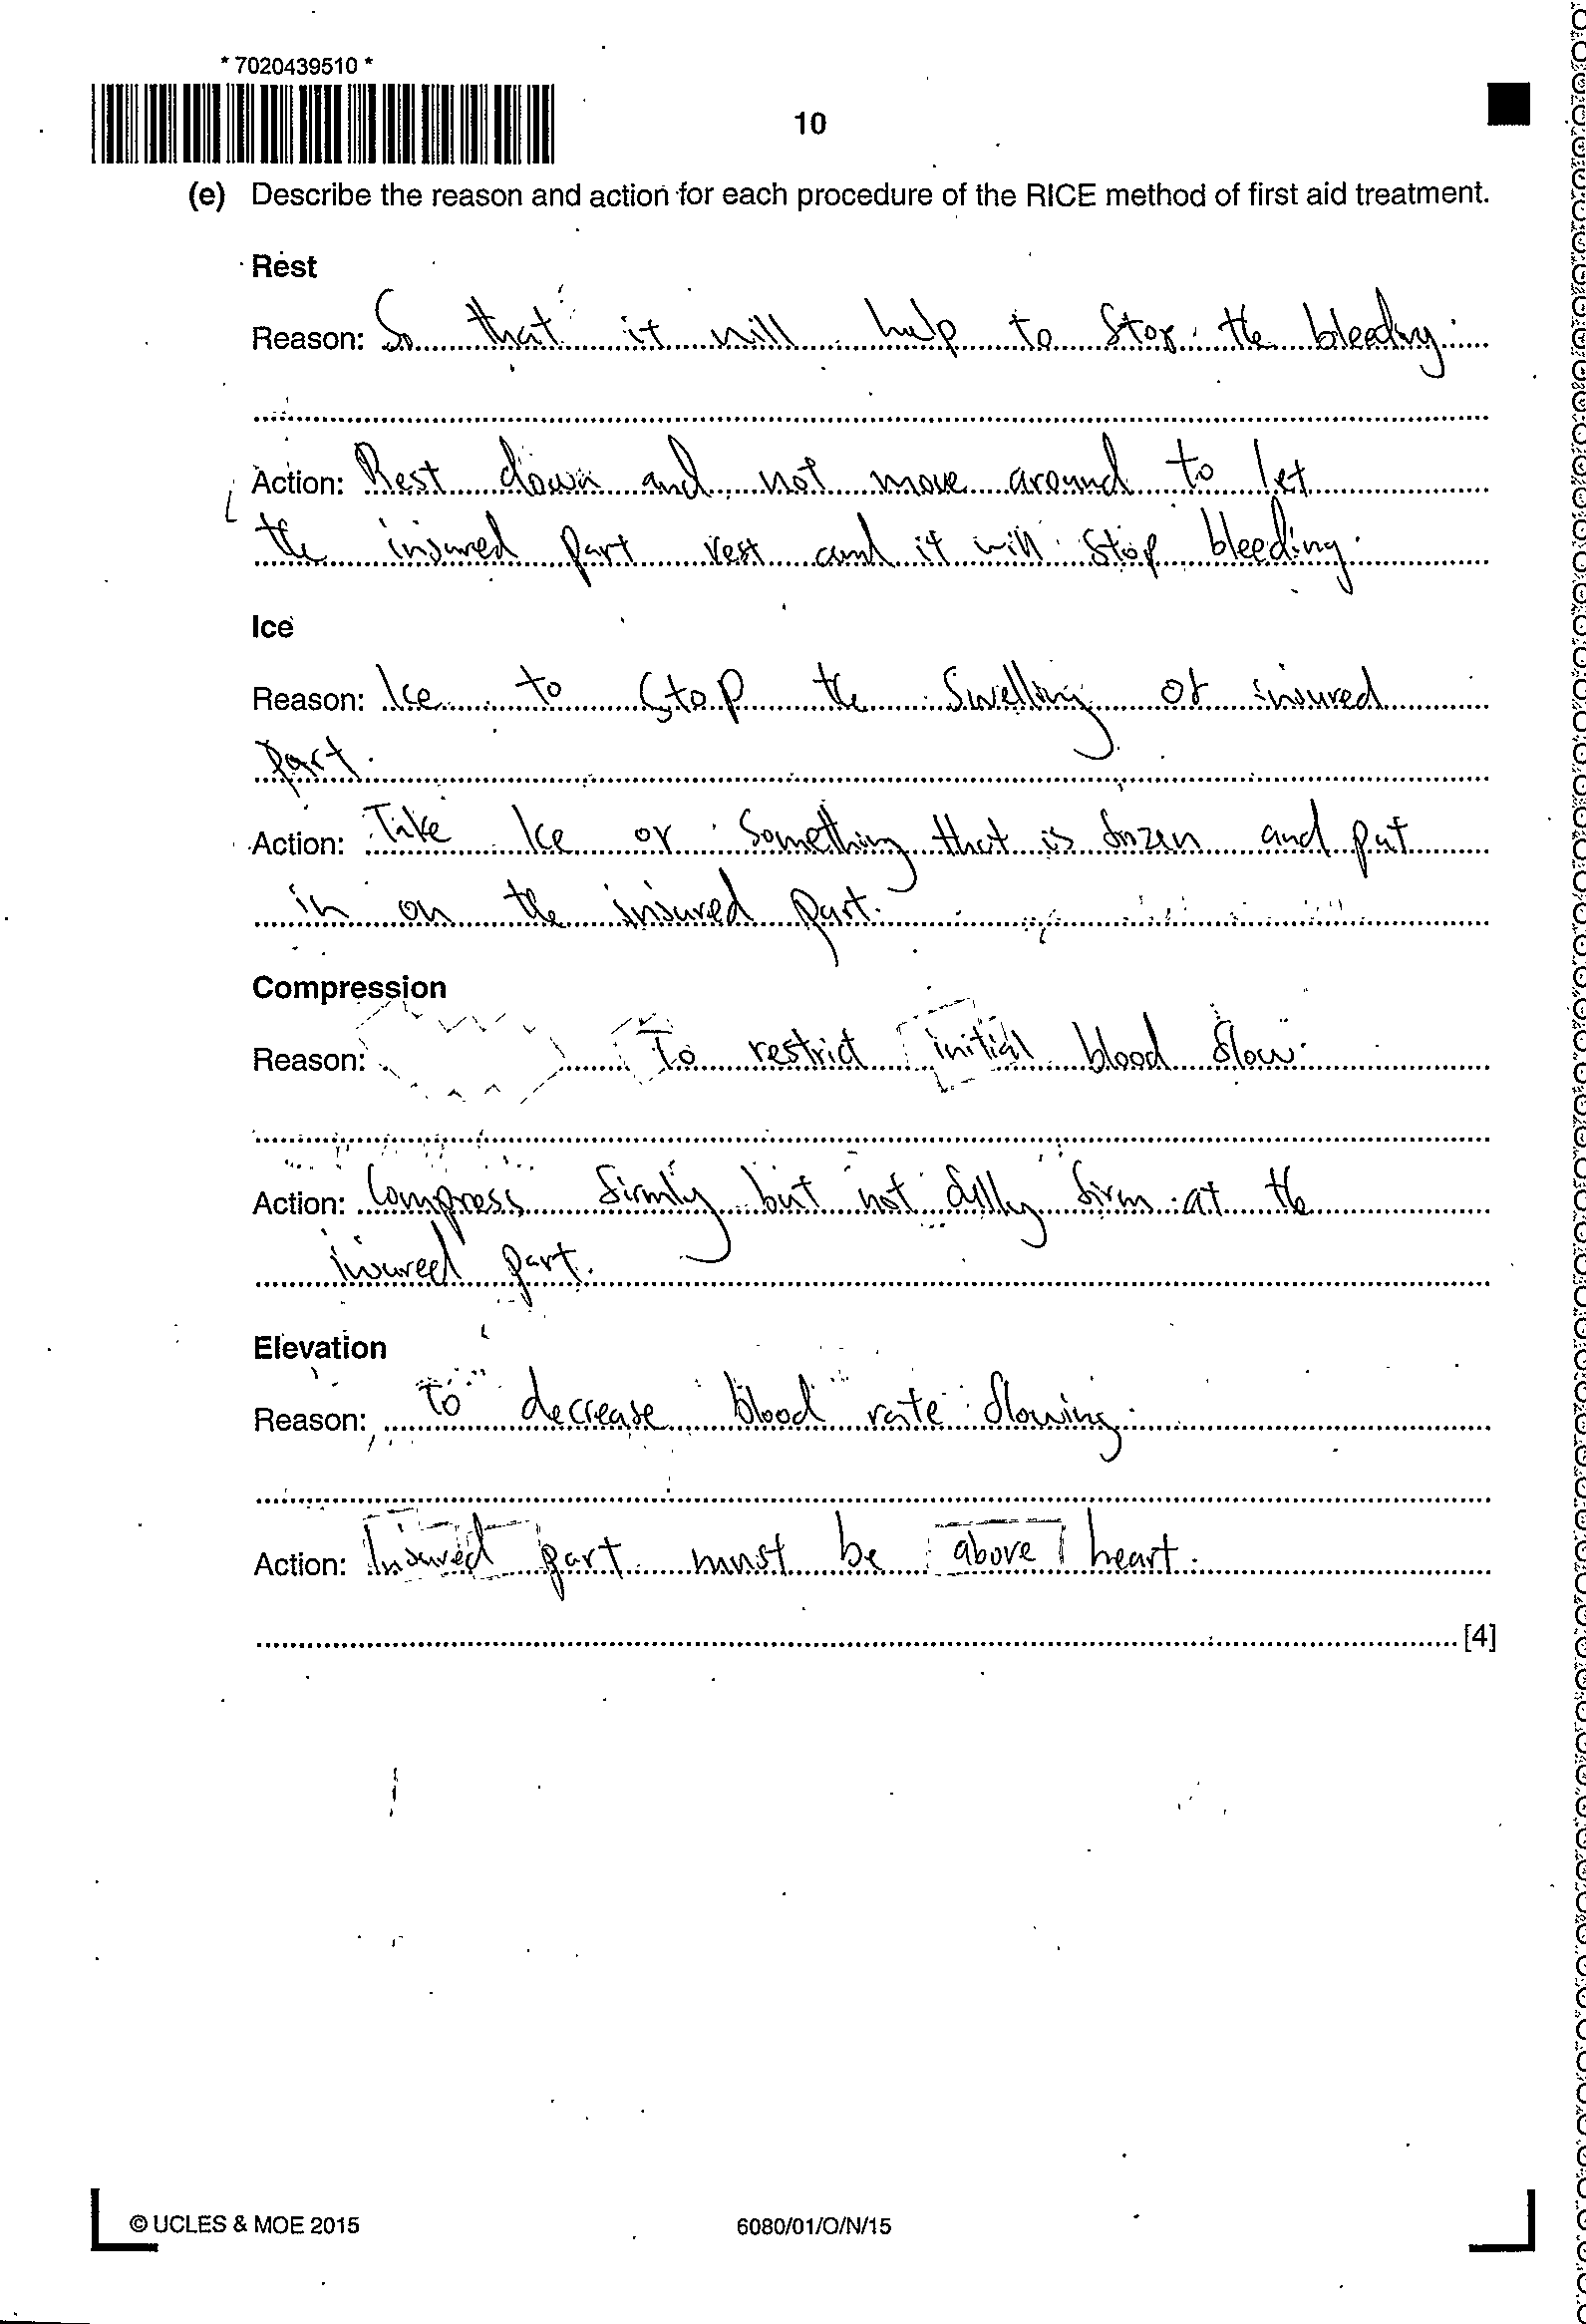 * 7020439510 *
10
(e) Describe the reason and action for each procedure of the RICE method of first aid treatment.
Rest
Reason: So that it will help to stop the bleeding.
Action: Rest down and not move around to let
the injured part rest and it will stop bleeding.
Ice
Reason: Ice to stop the swelling of injured
part.
Action: Take Ice or something that is frozen and put
in on the injured part.
Compression
Reason: To restrict initial blood flow.
Action: Compress firmly but not fully firm at the
injured part.
Elevation
Reason: To decrease blood rate flowing.
Action: Injured part must be above heart.
[4]
© UCLES & MOE 2015
6080/01/O/N/15